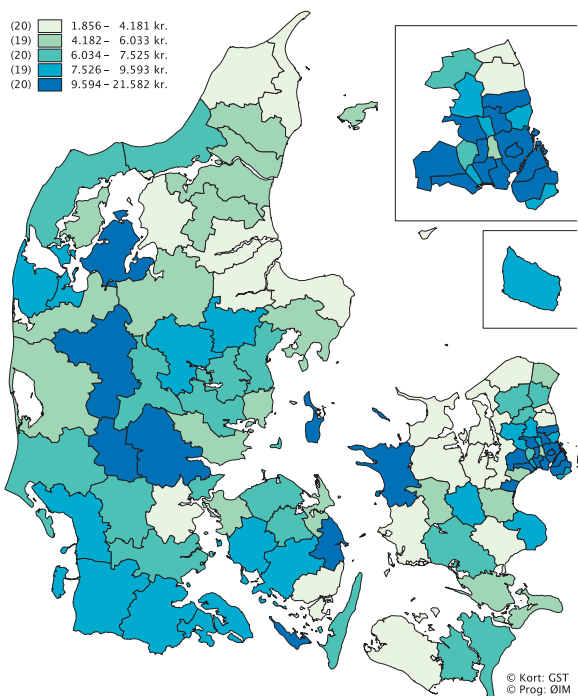 (20) 1.856 – 4.181 kr.
(19) 4.182 – 6.033 kr.
(20) 6.034 – 7.525 kr.
(19) 7.526 – 9.593 kr.
(20) 9.594 – 21.582 kr.
© Kort: GST
© Prog: ØIM